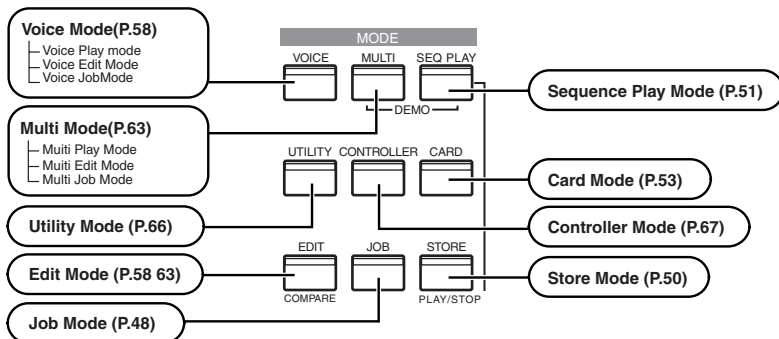 Voice Mode(P.58)
Voice Play mode
Voice Edit Mode
Voice JobMode
Multi Mode(P.63)
Muiti Play Mode
Muiti Edit Mode
Multi Job Mode
Utility Mode (P.66)
Edit Mode (P.58 63)
Job Mode (P.48)
MODE
VOICE MULTI SEQ PLAY
DEMO
UTILITY CONTROLLER CARD
EDIT JOB STORE
COMPARE PLAY/STOP
Sequence Play Mode (P.51)
Card Mode (P.53)
Controller Mode (P.67)
Store Mode (P.50)